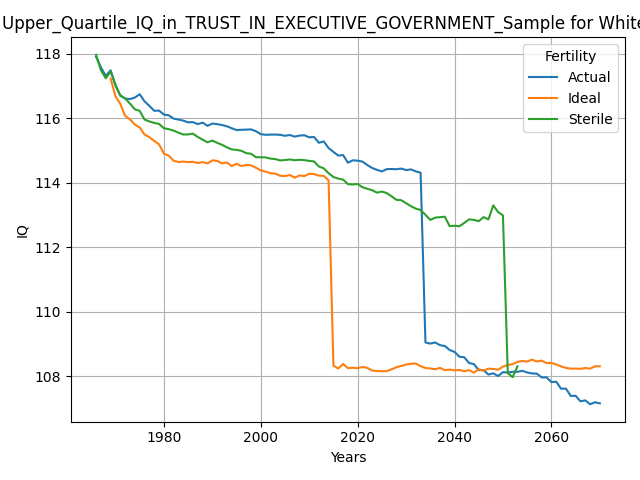 Upper_Quartile_IQ_in_TRUST_IN_EXECUTIVE_GOVERNMENT_Sample for White
Fertility
Actual
Ideal
Sterile
118
116
114
112
110
108
IQ
1980
2000
2020
2040
2060
Years